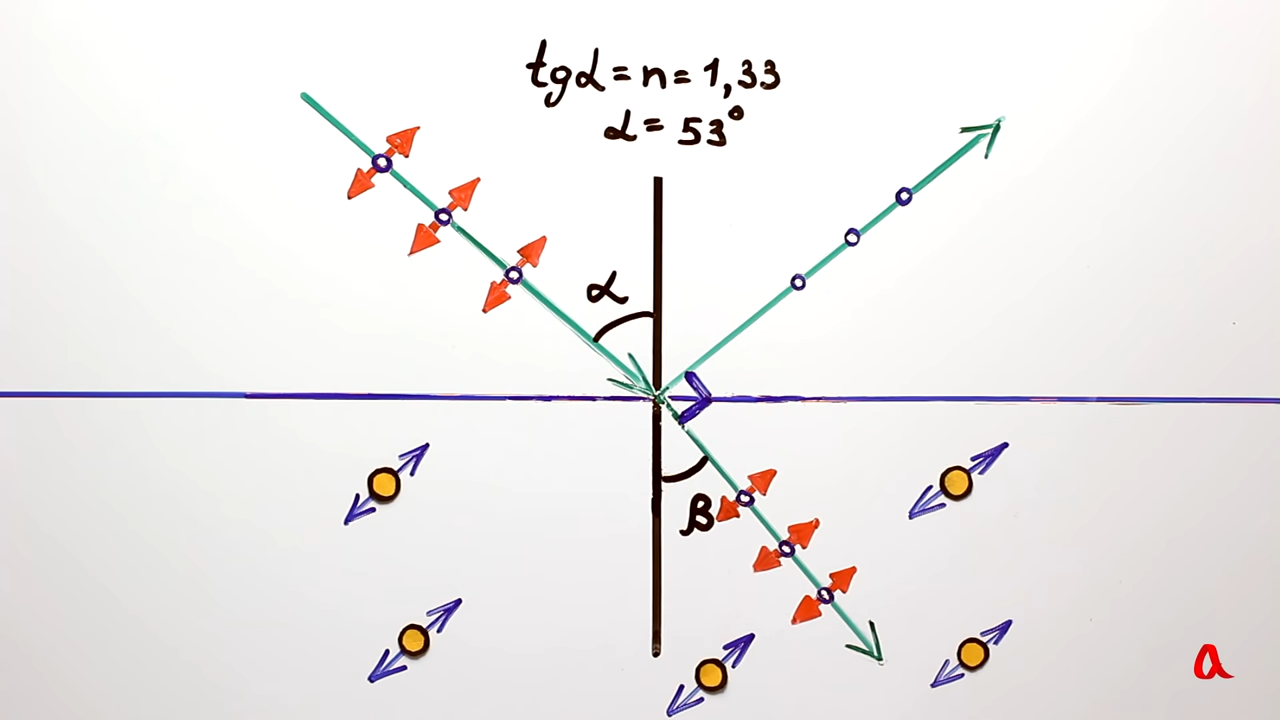 tgα = n = 1,33
α = 53°
α
β
a